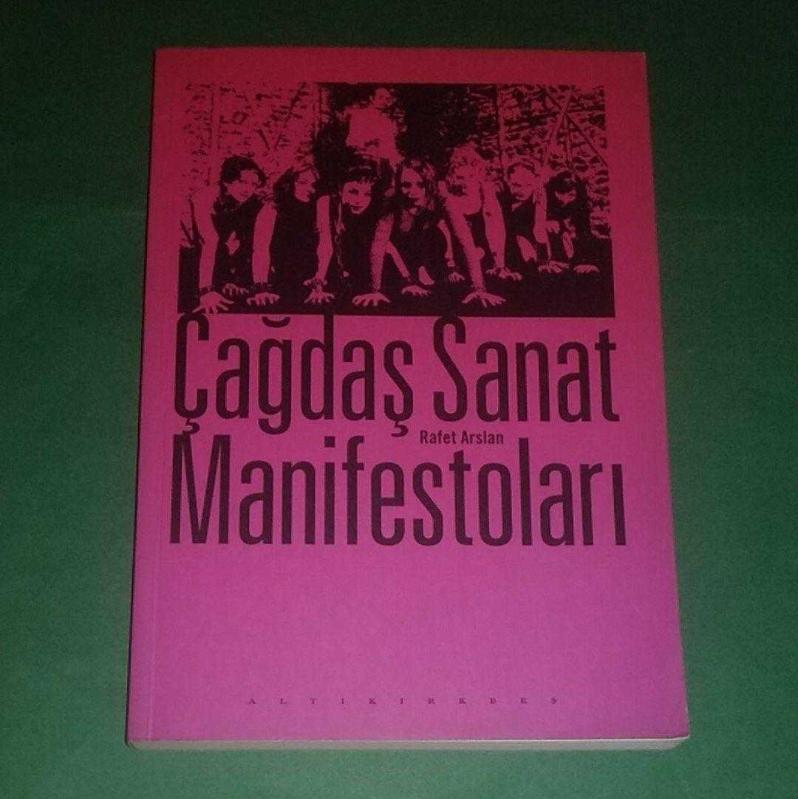 Çağdaş Sanat
Rafet Arslan
Manifestoları
ALTIKIRKBEŞ